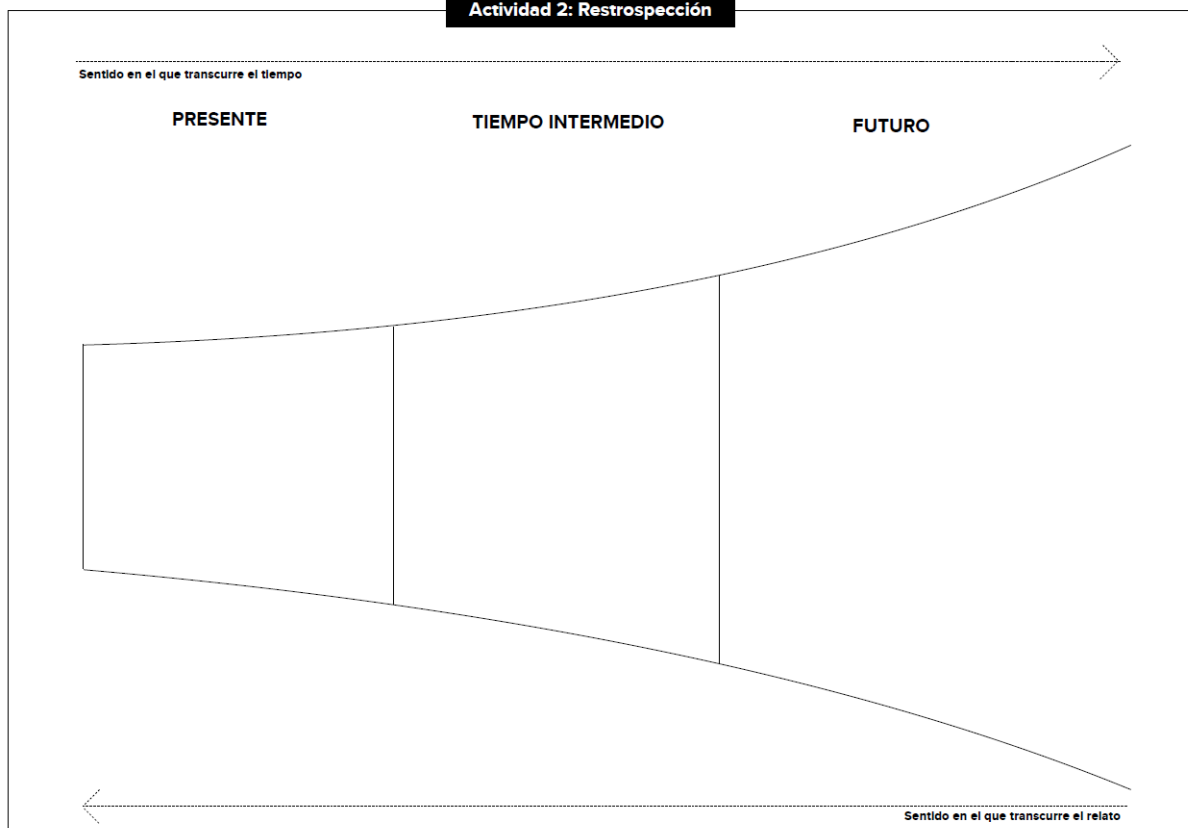 Actividad 2: Restrospección
Sentido en el que transcurre el tiempo
PRESENTE
TIEMPO INTERMEDIO
FUTURO
Sentido en el que transcurre el relato